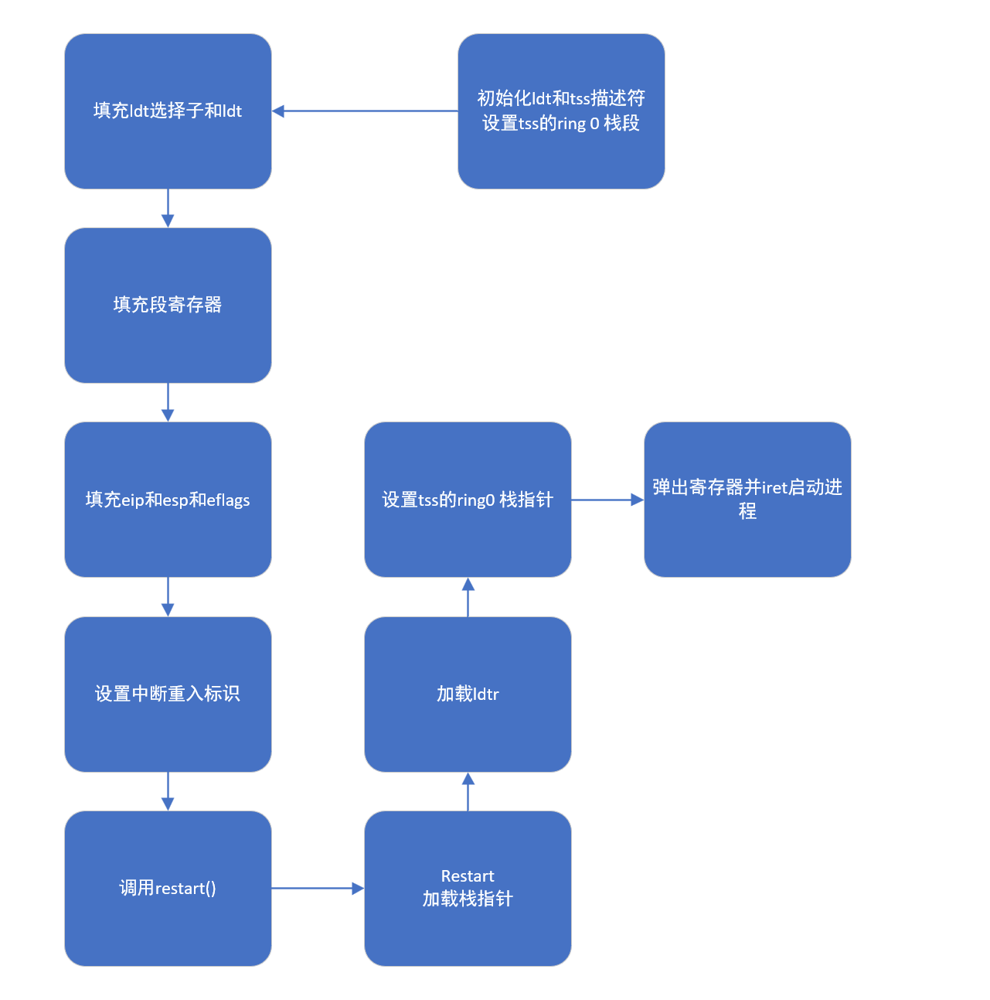 初始化ldt和tss描述符
设置tss的ring 0 栈段
填充ldt选择子和ldt
填充段寄存器
填充eip和esp和eflags
设置中断重入标识
调用restart()
Restart
加载栈指针
加载ldtr
设置tss的ring0 栈指针
弹出寄存器并iret启动进
程